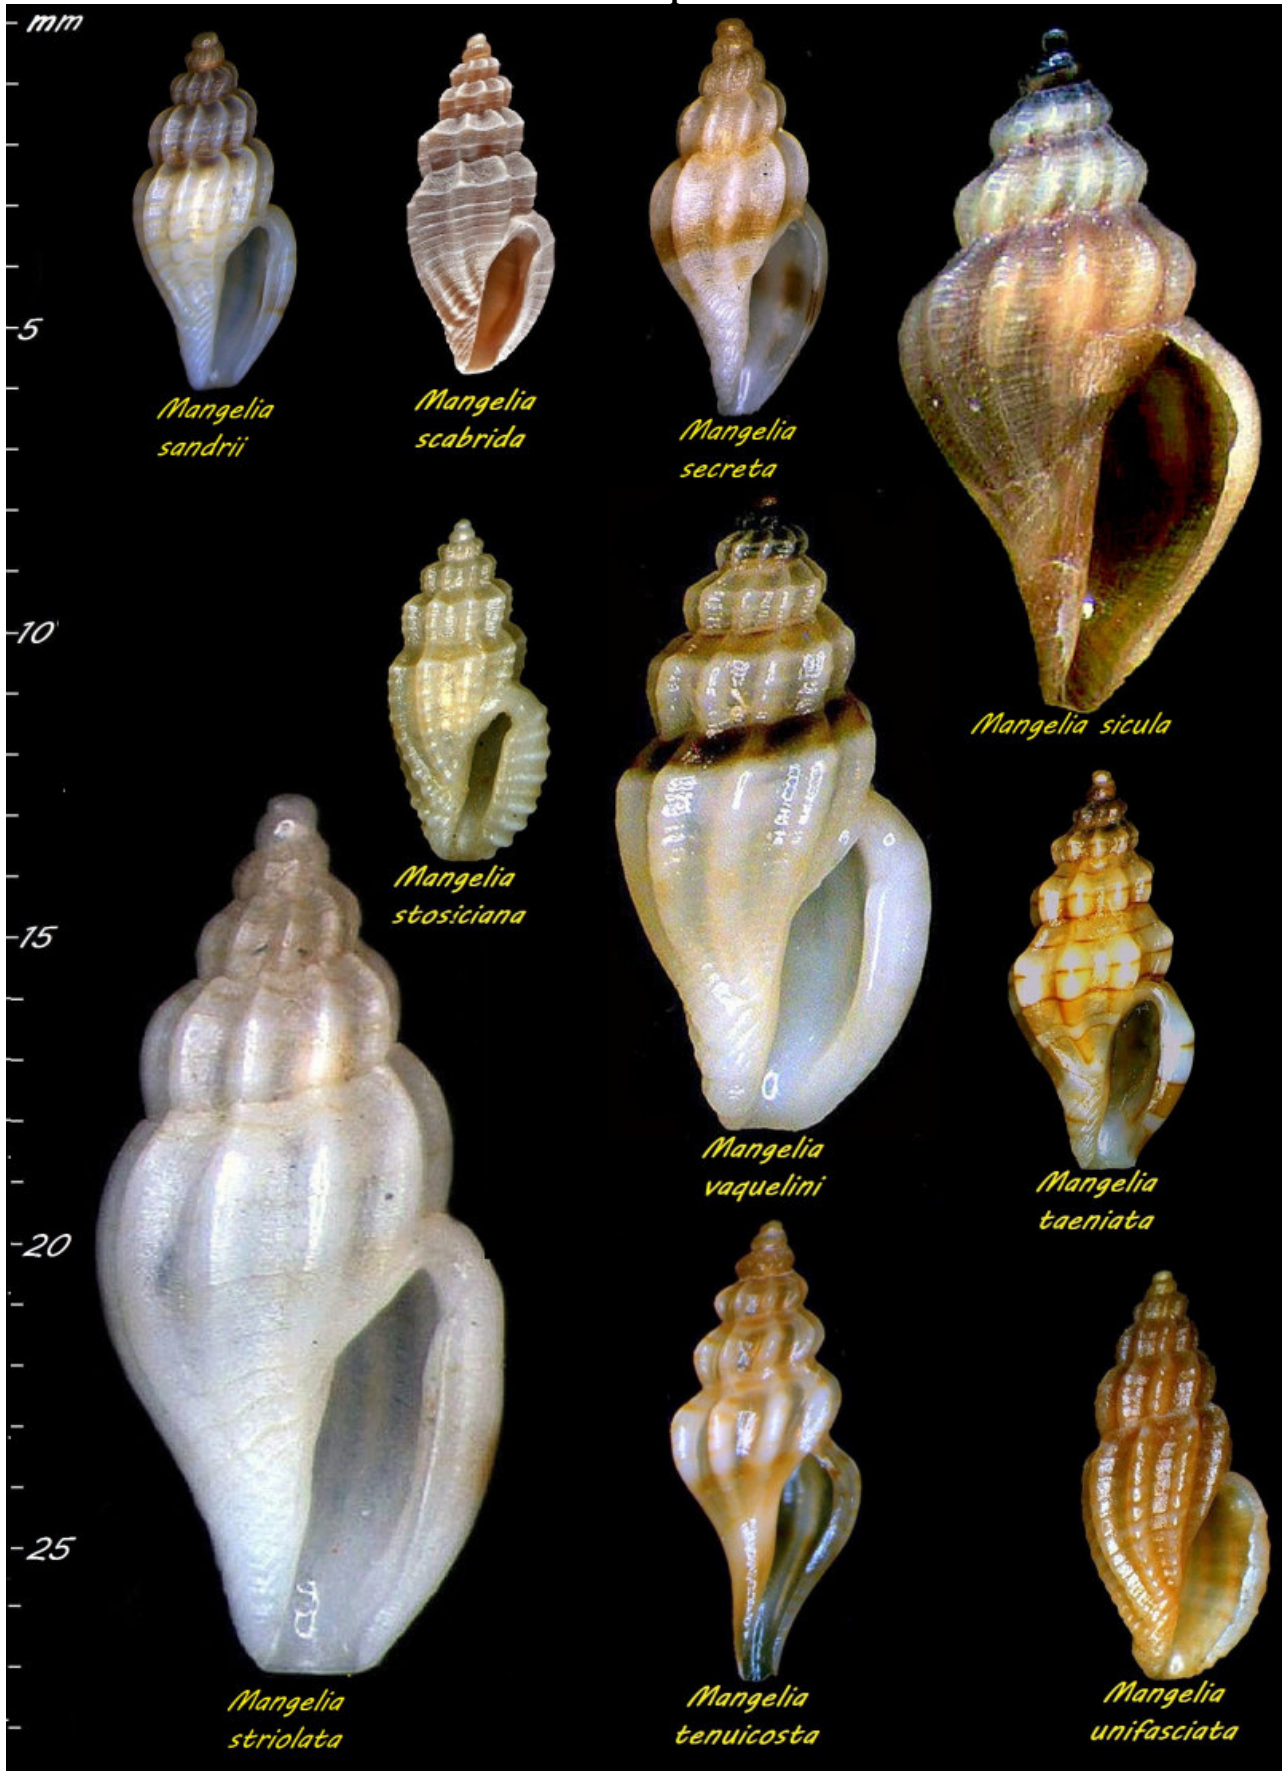 mm
Mangelia
sandrii
Mangelia
scabrida
Mangelia
secreta
5
Mangelia sicula
10
Mangelia
stosiciana
15
Mangelia
vaquelini
Mangelia
taeniata
20
25
Mangelia
striolata
Mangelia
tenuicosta
Mangelia
unifasciata